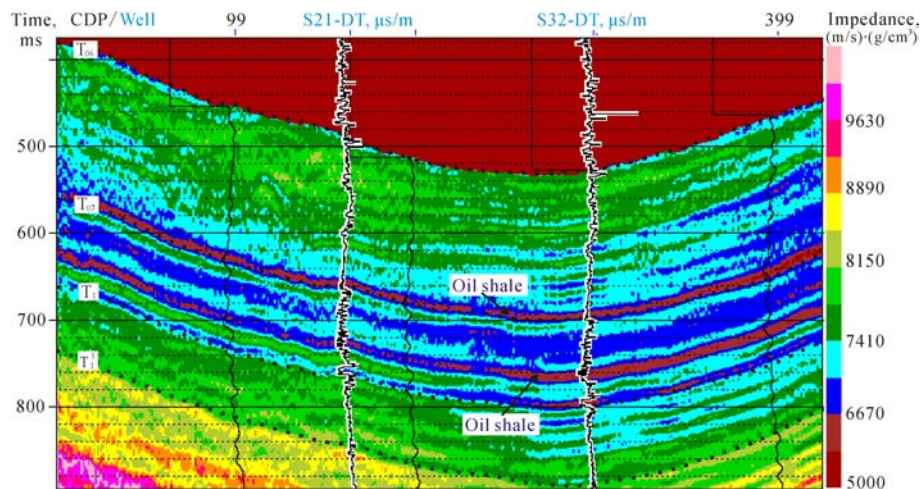 Time, CDP/Well 99 S21-DT, μs/m S32-DT, μs/m 399 Impedance,
ms (m/s)·(g/cm³)
T₀₆
9630
500
8890
T₀₇
600 8150
Oil shale
T₁
700 7410
T₁¹
800 6670
Oil shale
5000